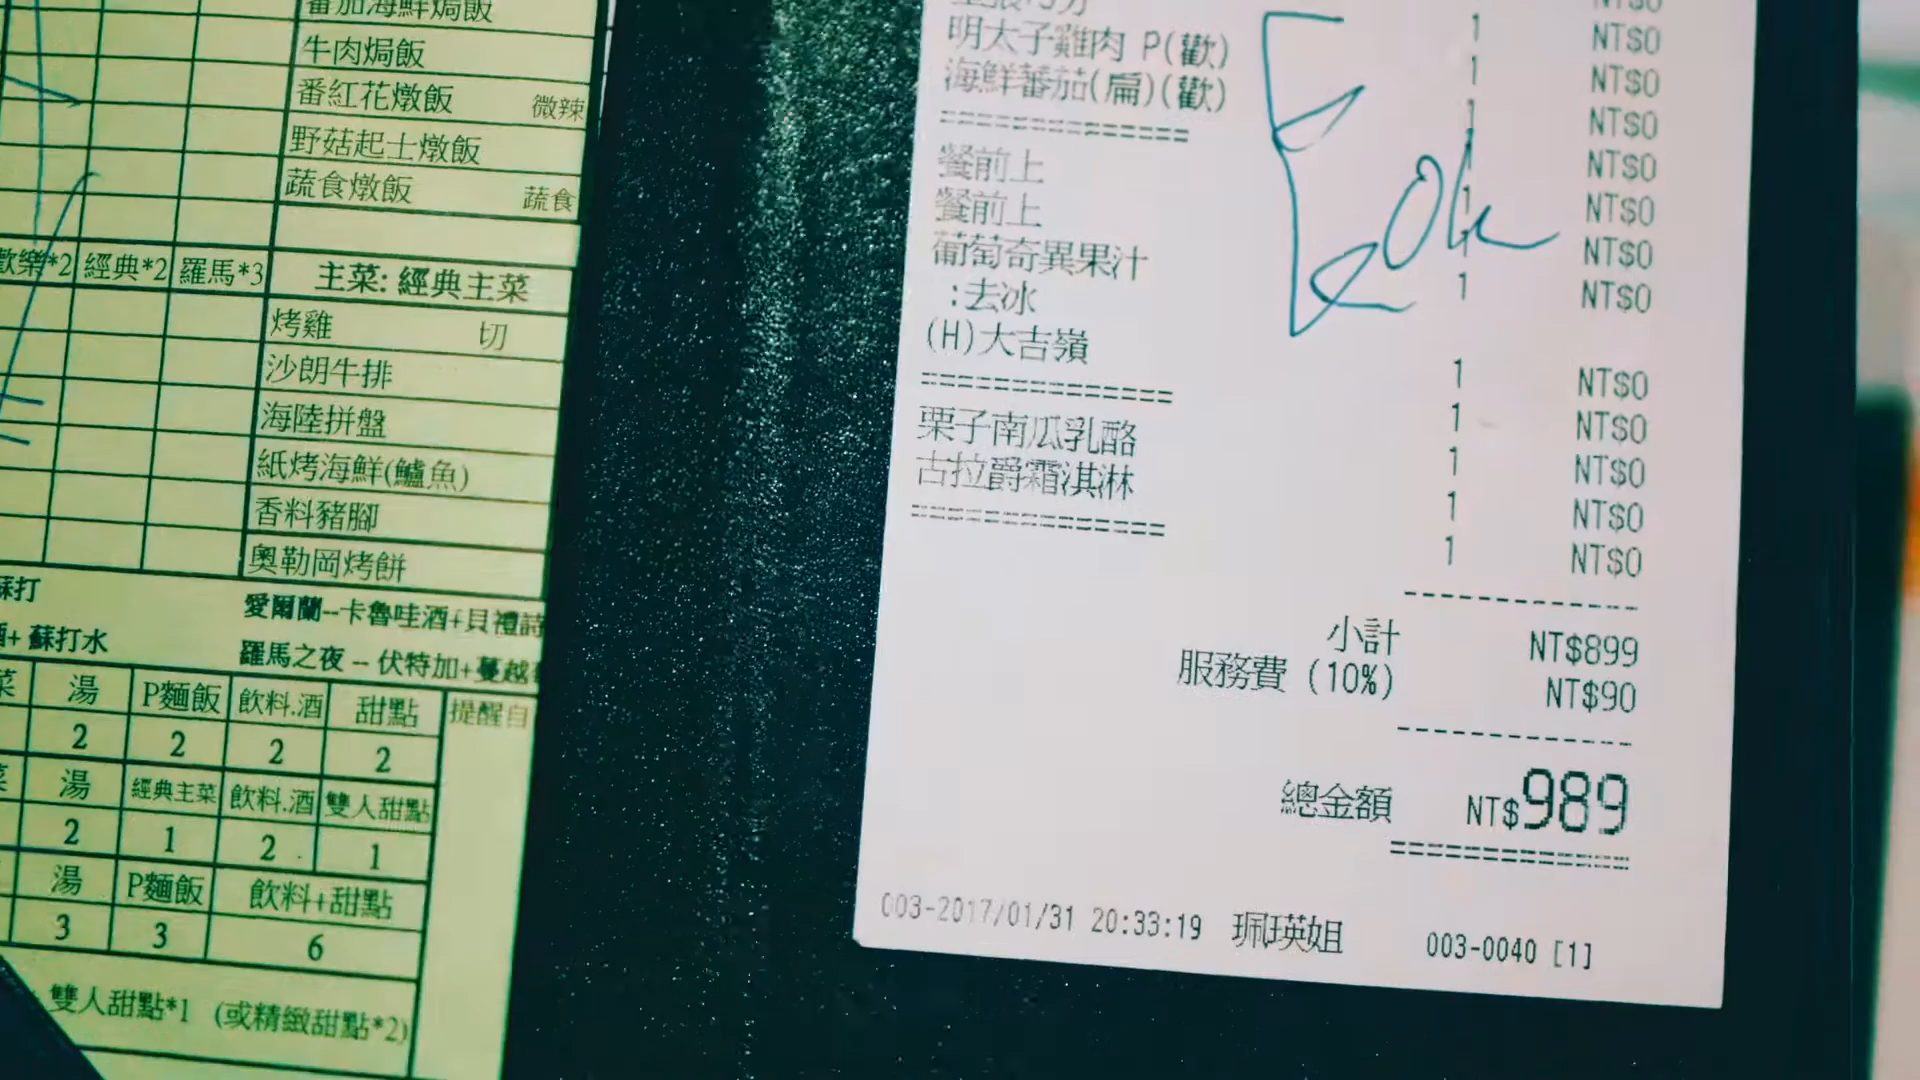 番茄海鮮焗飯
牛肉焗飯
番紅花燉飯 微辣
野菇起士燉飯
蔬食燉飯 蔬食
歡樂*2 經典*2 羅馬*3 主菜: 經典主菜
烤雞 切
沙朗牛排
海陸拼盤
紙烤海鮮(鱸魚)
香料豬腳
奧勒岡烤餅
蘇打 愛爾蘭--卡魯哇酒+貝禮詩
酒+ 蘇打水 羅馬之夜 -- 伏特加+蔓越
菜 湯 P麵飯 飲料.酒 甜點 提醒自
2 2 2 2
菜 湯 經典主菜 飲料.酒 雙人甜點
2 1 2 1
湯 P麵飯 飲料+甜點
3 3 6
雙人甜點*1 (或精緻甜點*2)
NT$0
明太子雞肉 P(歡) 1 NT$0
海鮮蕃茄(扁)(歡) 1 NT$0
============== 1 NT$0
餐前上 1 NT$0
餐前上 1 NT$0
葡萄奇異果汁 1 NT$0
:去冰 1 NT$0
(H)大吉嶺
============== 1 NT$0
栗子南瓜乳酪 1 NT$0
古拉爵霜淇淋 1 NT$0
============== 1 NT$0
1 NT$0
-------------
小計 NT$899
服務費 (10%) NT$90
-------------
總金額 NT$989
=============
003-2017/01/31 20:33:19 珮瑛姐 003-0040 [1]